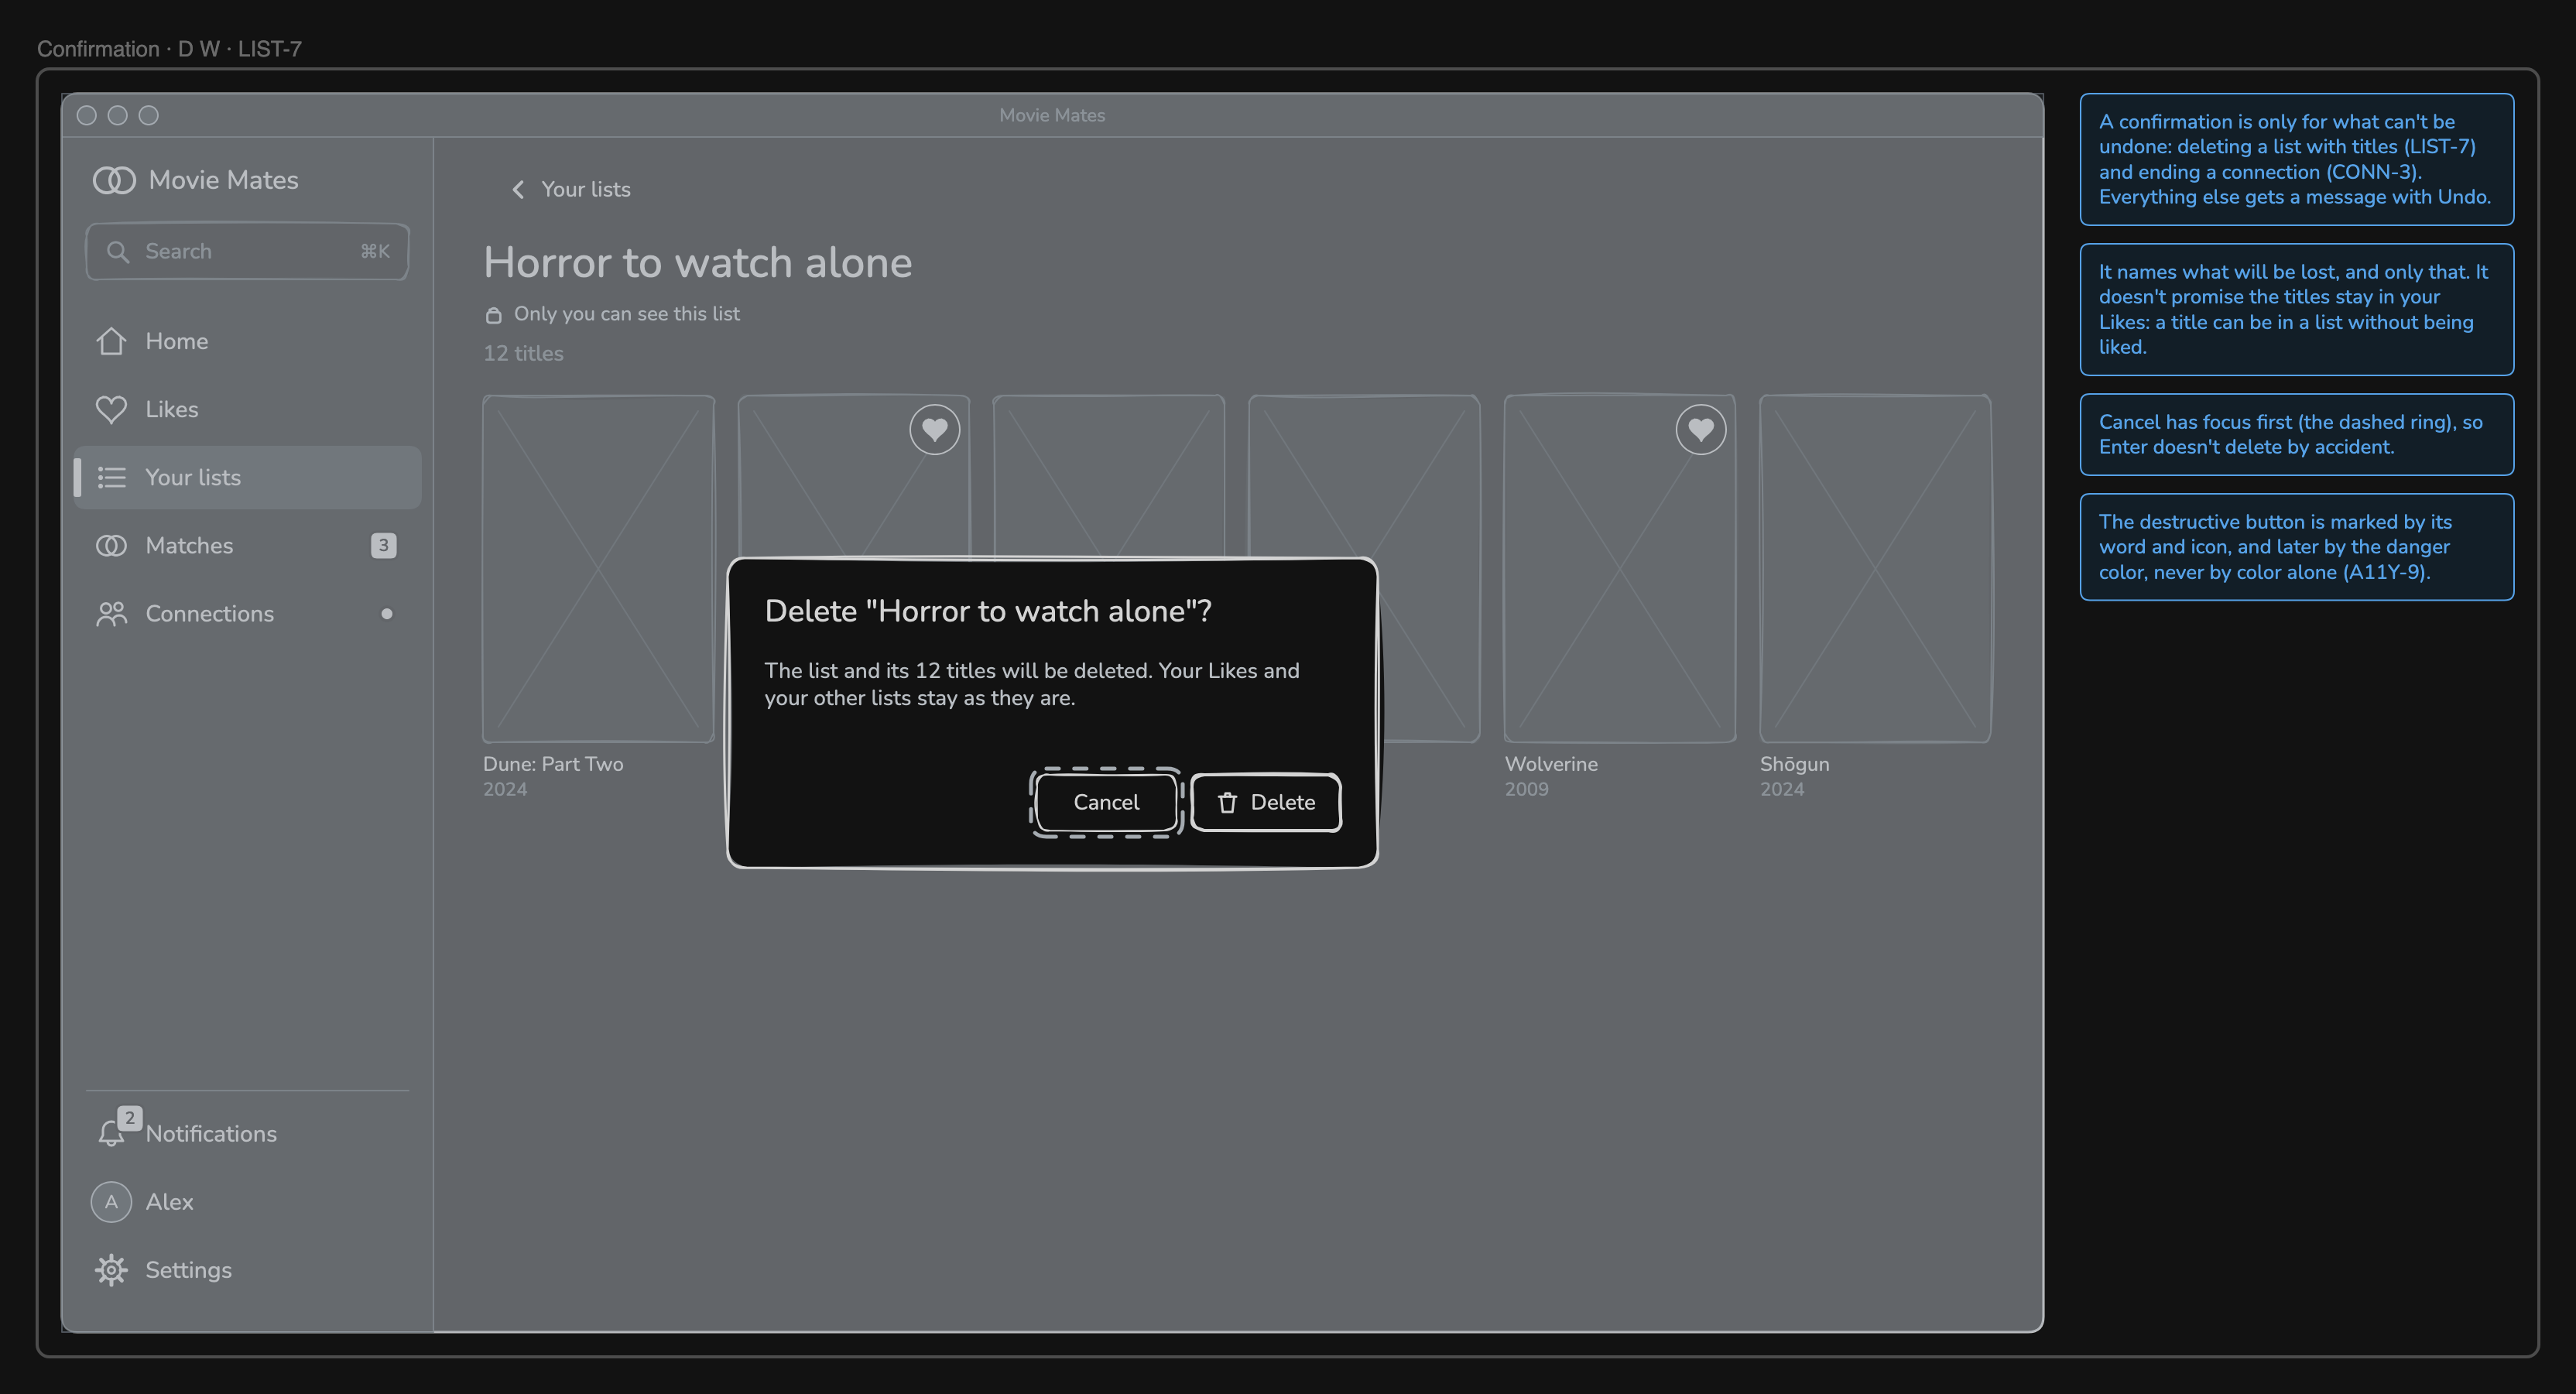 Confirmation · D W · LIST-7
Movie Mates
Movie Mates
Search ⌘K
Home
Likes
Your lists
Matches 3
Connections
2
Notifications
A Alex
Settings
Your lists
Horror to watch alone
Only you can see this list
12 titles
Dune: Part Two
2024
Wolverine
2009
Shōgun
2024
Delete "Horror to watch alone"?
The list and its 12 titles will be deleted. Your Likes and
your other lists stay as they are.
Cancel
Delete
A confirmation is only for what can't be
undone: deleting a list with titles (LIST-7)
and ending a connection (CONN-3).
Everything else gets a message with Undo.
It names what will be lost, and only that. It
doesn't promise the titles stay in your
Likes: a title can be in a list without being
liked.
Cancel has focus first (the dashed ring), so
Enter doesn't delete by accident.
The destructive button is marked by its
word and icon, and later by the danger
color, never by color alone (A11Y-9).